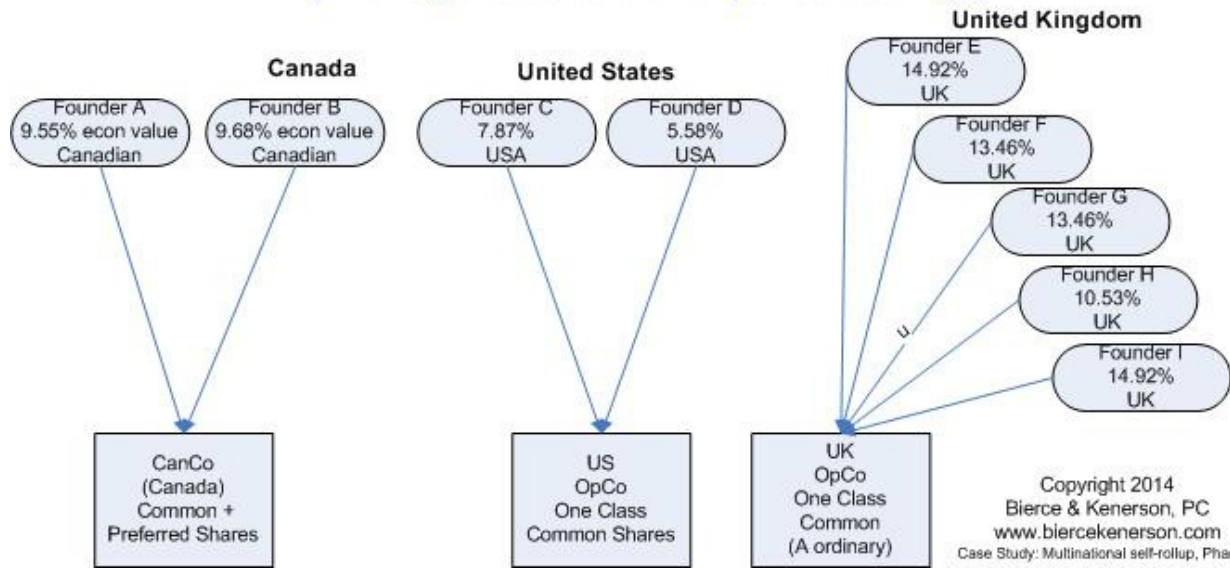 United Kingdom
Canada
United States
Founder A
9.55% econ value
Canadian
Founder B
9.68% econ value
Canadian
Founder C
7.87%
USA
Founder D
5.58%
USA
Founder E
14.92%
UK
Founder F
13.46%
UK
Founder G
13.46%
UK
Founder H
10.53%
UK
Founder I
14.92%
UK
u
CanCo
(Canada)
Common +
Preferred Shares
US
OpCo
One Class
Common Shares
UK
OpCo
One Class
Common
(A ordinary)
Copyright 2014
Bierce & Kenerson, PC
www.biercekenerson.com
Case Study: Multinational self-rollup,